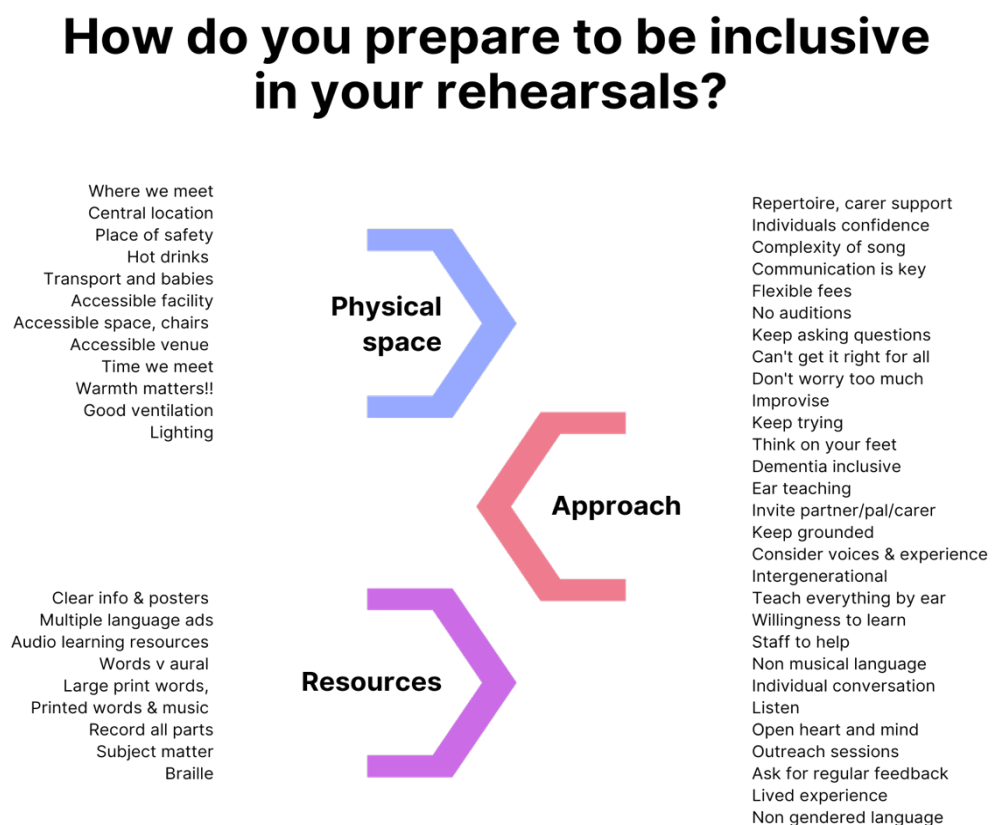 How do you prepare to be inclusive
in your rehearsals?
Physical
space
Where we meet
Central location
Place of safety
Hot drinks
Transport and babies
Accessible facility
Accessible space, chairs
Accessible venue
Time we meet
Warmth matters!!
Good ventilation
Lighting
Approach
Repertoire, carer support
Individuals confidence
Complexity of song
Communication is key
Flexible fees
No auditions
Keep asking questions
Can't get it right for all
Don't worry too much
Improvise
Keep trying
Think on your feet
Dementia inclusive
Ear teaching
Invite partner/pal/carer
Keep grounded
Consider voices & experience
Intergenerational
Teach everything by ear
Willingness to learn
Staff to help
Non musical language
Individual conversation
Listen
Open heart and mind
Outreach sessions
Ask for regular feedback
Lived experience
Non gendered language
Resources
Clear info & posters
Multiple language ads
Audio learning resources
Words v aural
Large print words,
Printed words & music
Record all parts
Subject matter
Braille